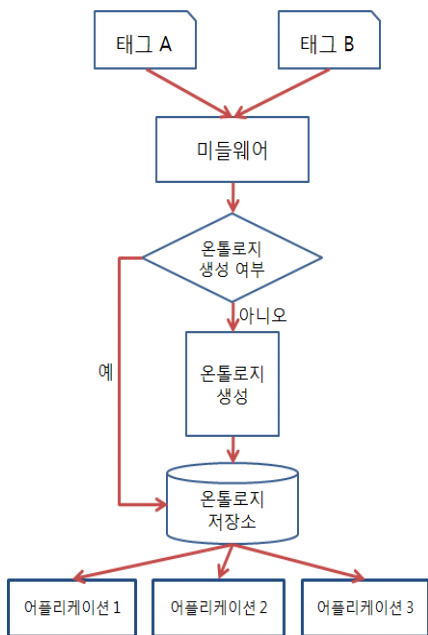 태그 A
태그 B
미들웨어
온톨로지
생성 여부
아니오
예
온톨로지
생성
온톨로지
저장소
어플리케이션 1
어플리케이션 2
어플리케이션 3